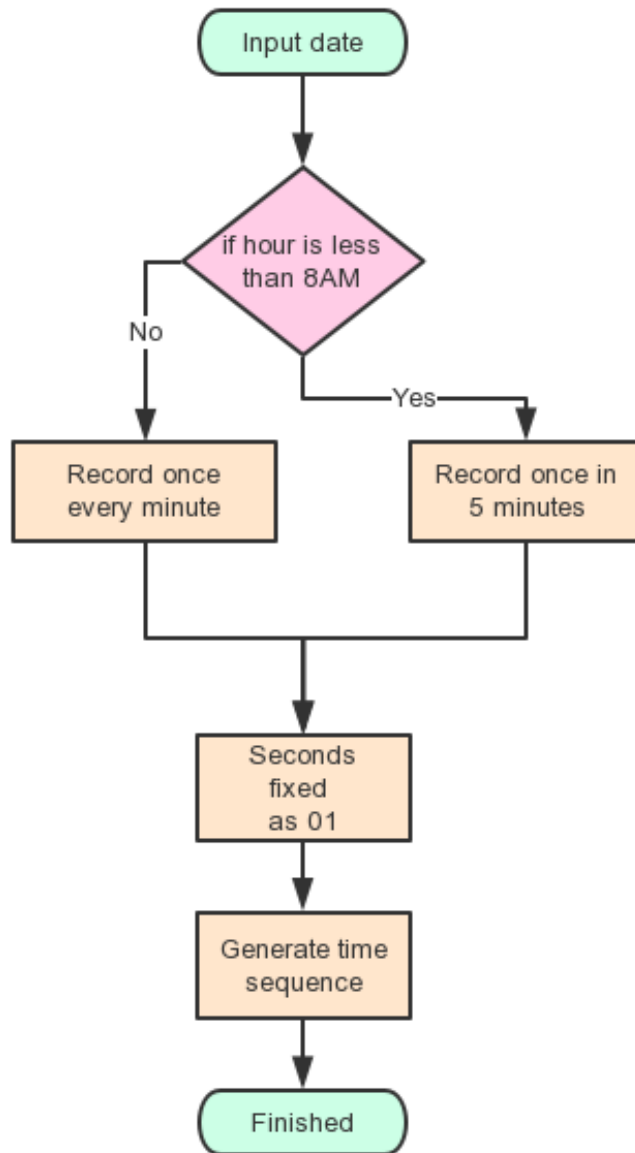 Input date
if hour is less
than 8AM
No
Yes
Record once
every minute
Record once in
5 minutes
Seconds
fixed
as 01
Generate time
sequence
Finished